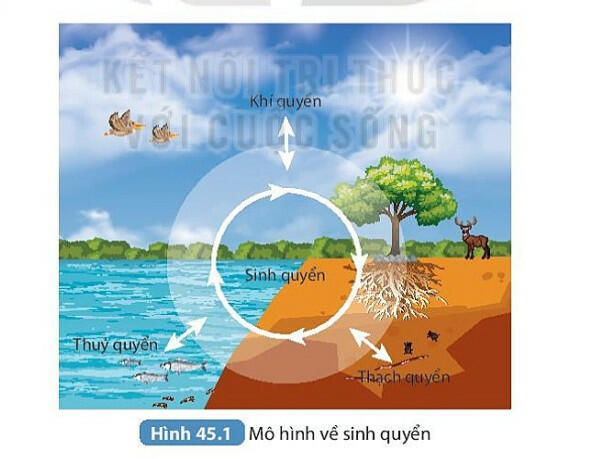 KẾT NỐI TRI THỨC
VỚI CUỘC SỐNG
Khí quyển
Sinh quyển
Thuỷ quyển
Thạch quyển
Hình 45.1 Mô hình về sinh quyển